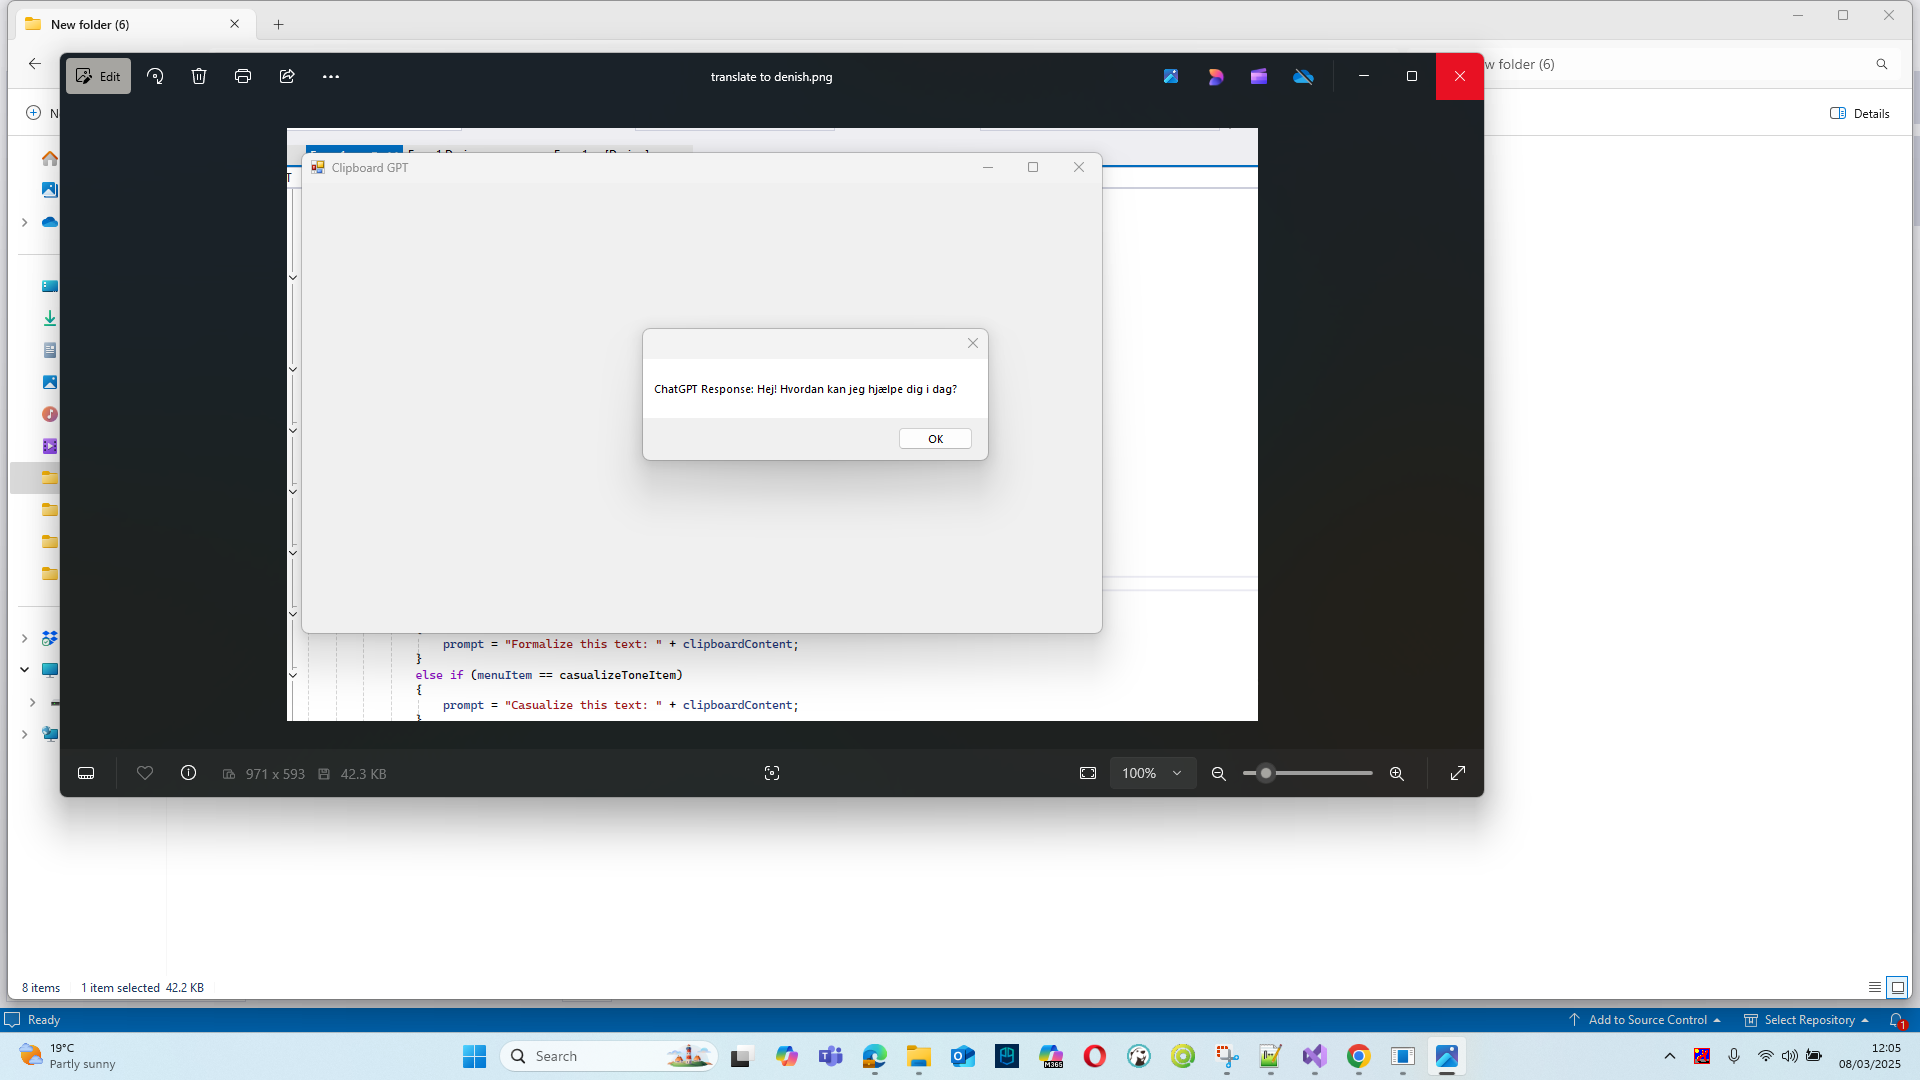 New folder (6)
w folder (6)
Edit
translate to denish.png
Details
Clipboard GPT
ChatGPT Response: Hej! Hvordan kan jeg hjælpe dig i dag?
OK
prompt = "Formalize this text: " + clipboardContent;
}
else if (menuItem == casualizeToneItem)
{
prompt = "Casualize this text: " + clipboardContent;
971 x 593
42.3 KB
100%
8 items
1 item selected 42.2 KB
Ready
Add to Source Control
Select Repository
1
19°C
Partly sunny
Search
M365
12:05
08/03/2025